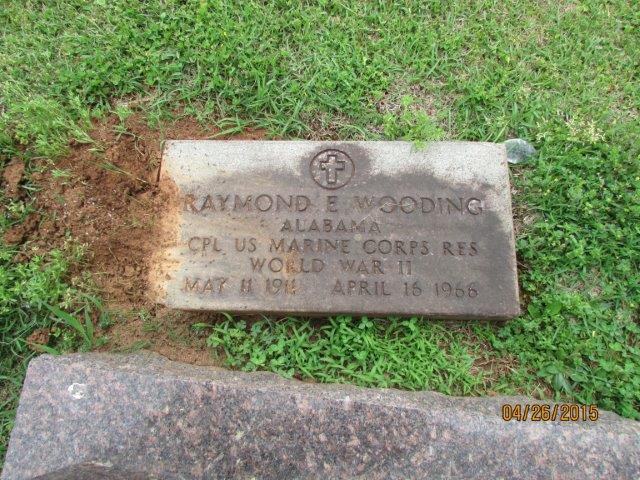 RAYMOND E WOODING
ALABAMA
CPL US MARINE CORPS RES
WORLD WAR II
MAY 11 1911 APRIL 16 1966
04/26/2015